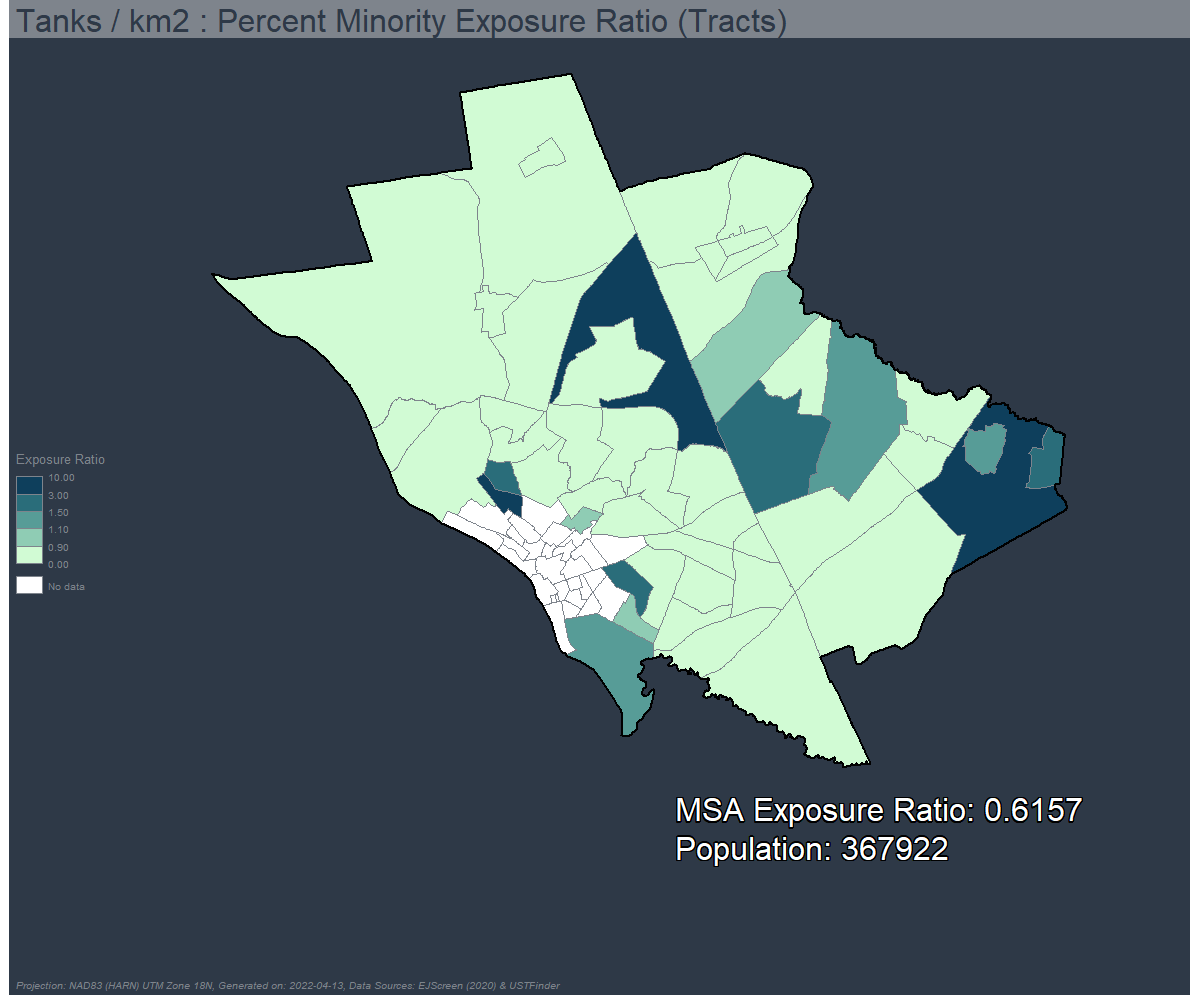 Tanks / km2 : Percent Minority Exposure Ratio (Tracts)
Exposure Ratio
10.00
3.00
1.50
1.10
0.90
0.00
No data
MSA Exposure Ratio: 0.6157
Population: 367922
Projection: NAD83 (HARN) UTM Zone 18N, Generated on: 2022-04-13, Data Sources: EJScreen (2020) & USTFinder